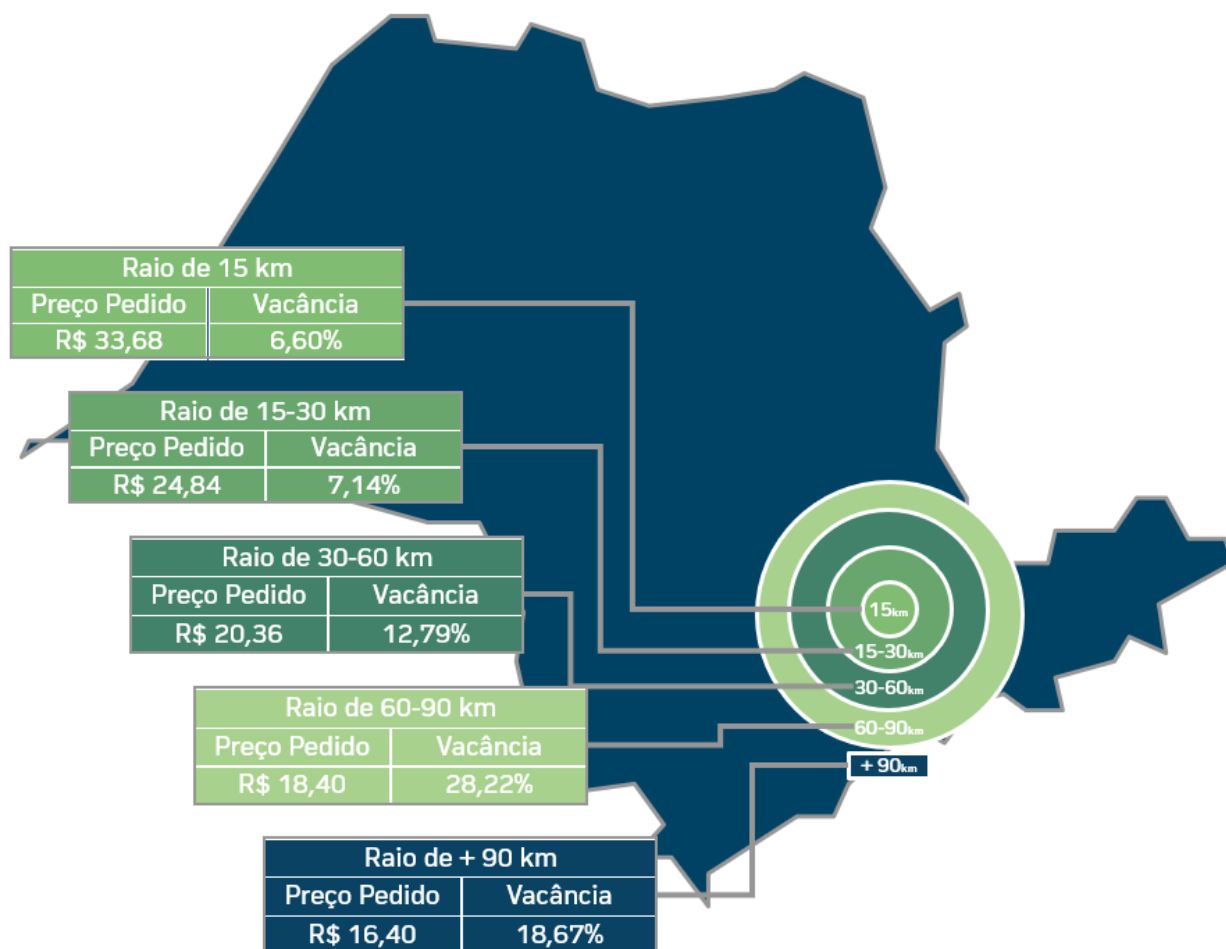 Raio de 15 km
Preço Pedido Vacância
R$ 33,68 6,60%
Raio de 15-30 km
Preço Pedido Vacância
R$ 24,84 7,14%
Raio de 30-60 km
Preço Pedido Vacância
R$ 20,36 12,79%
Raio de 60-90 km
Preço Pedido Vacância
R$ 18,40 28,22%
Raio de + 90 km
Preço Pedido Vacância
R$ 16,40 18,67%
15km
15-30km
30-60km
60-90km
+ 90km